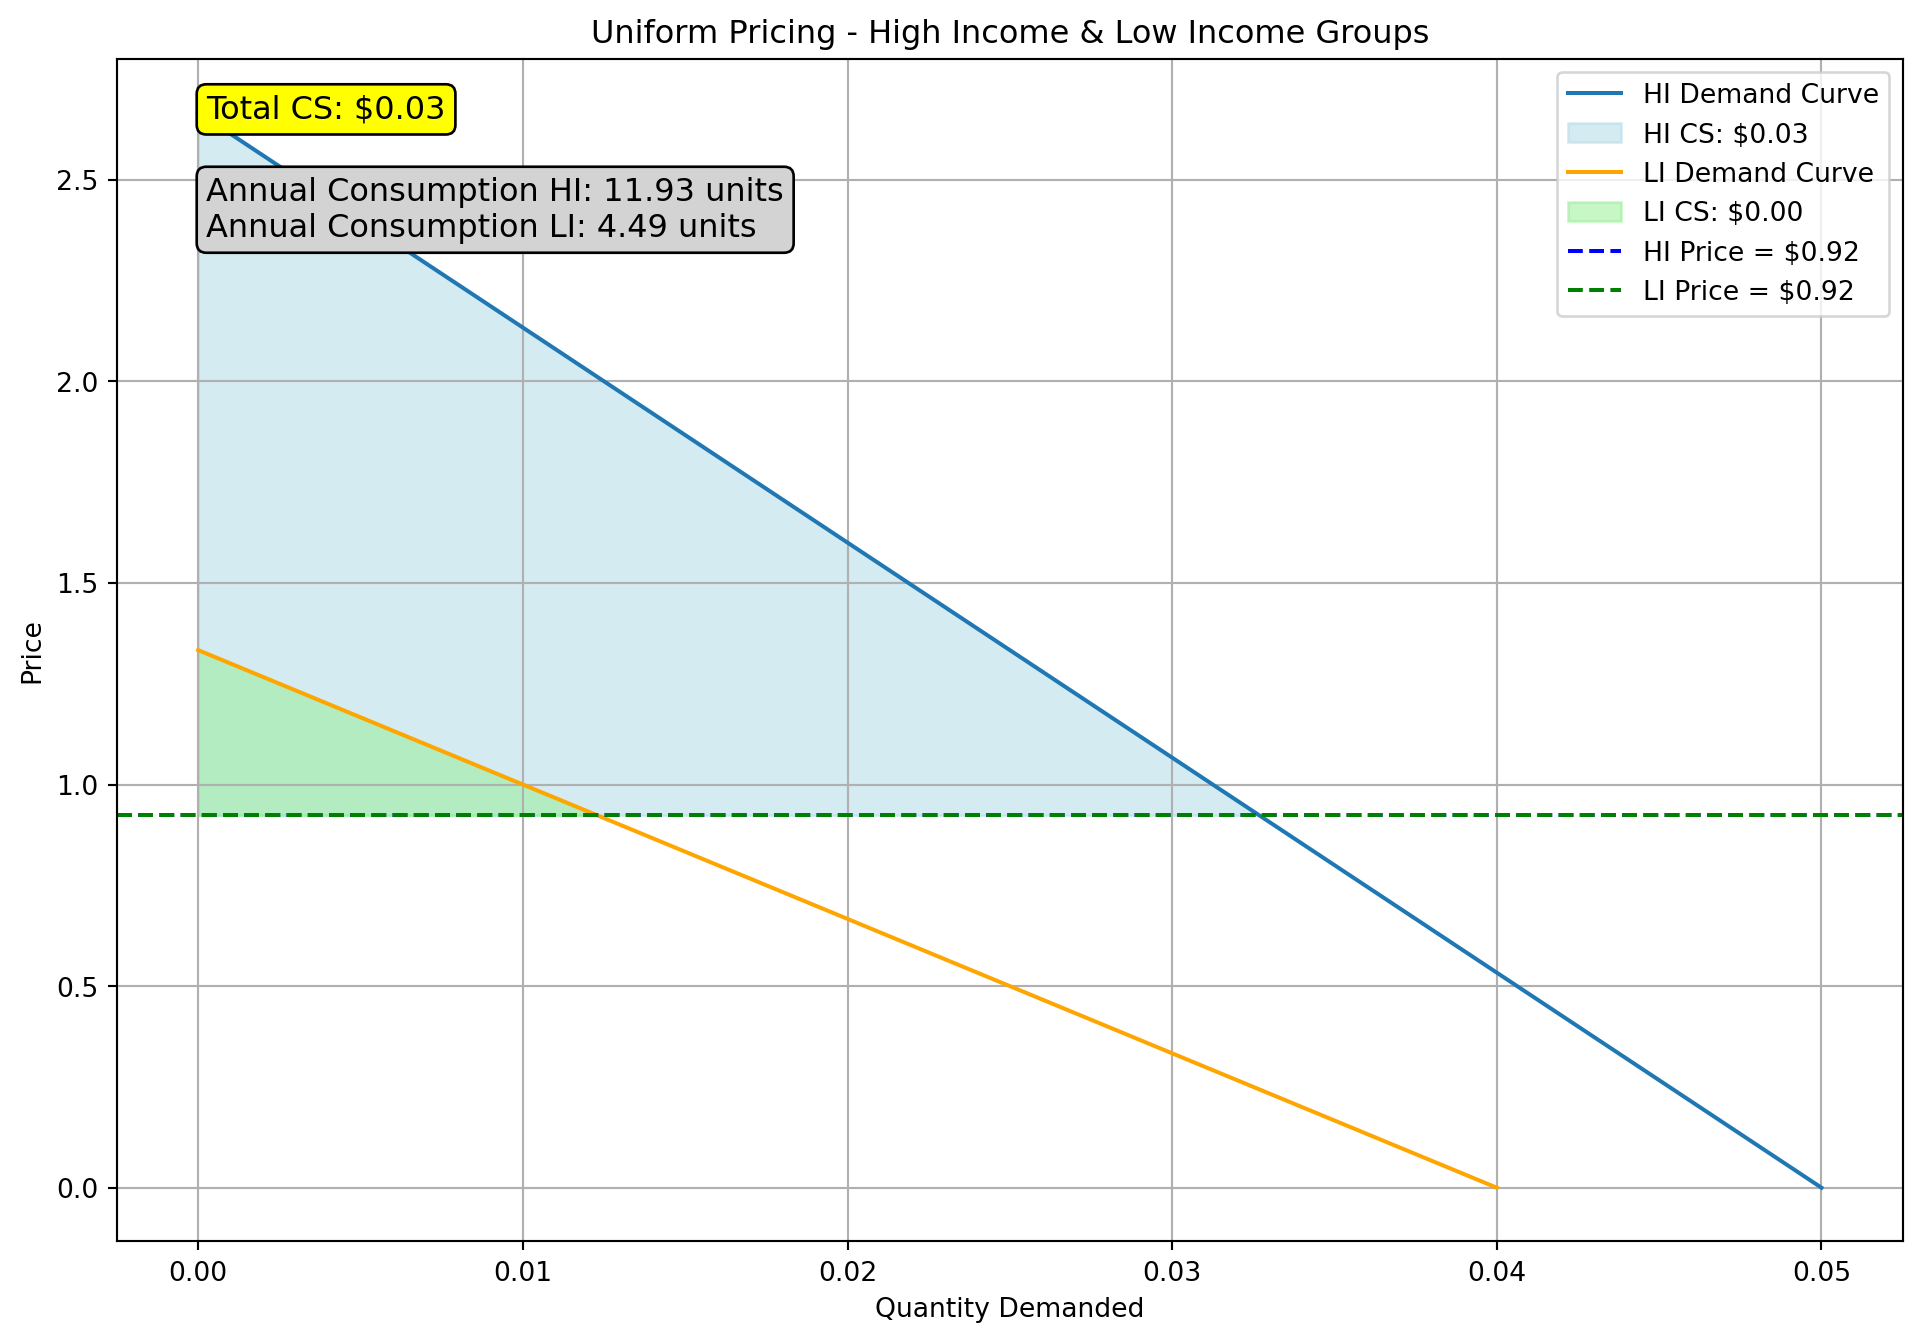 Uniform Pricing - High Income & Low Income Groups
Total CS: $0.03
Annual Consumption HI: 11.93 units
Annual Consumption LI: 4.49 units
HI Demand Curve
HI CS: $0.03
LI Demand Curve
LI CS: $0.00
HI Price = $0.92
LI Price = $0.92
Price
2.5
2.0
1.5
1.0
0.5
0.0
0.00 0.01 0.02 0.03 0.04 0.05
Quantity Demanded